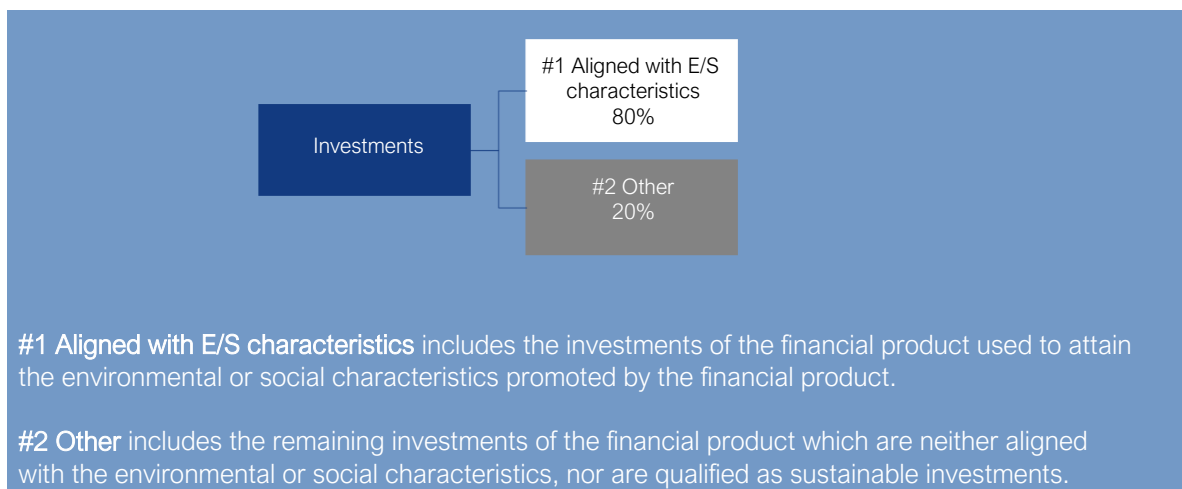 #1 Aligned with E/S
characteristics
80%
Investments
#2 Other
20%
#1 Aligned with E/S characteristics includes the investments of the financial product used to attain
the environmental or social characteristics promoted by the financial product.
#2 Other includes the remaining investments of the financial product which are neither aligned
with the environmental or social characteristics, nor are qualified as sustainable investments.